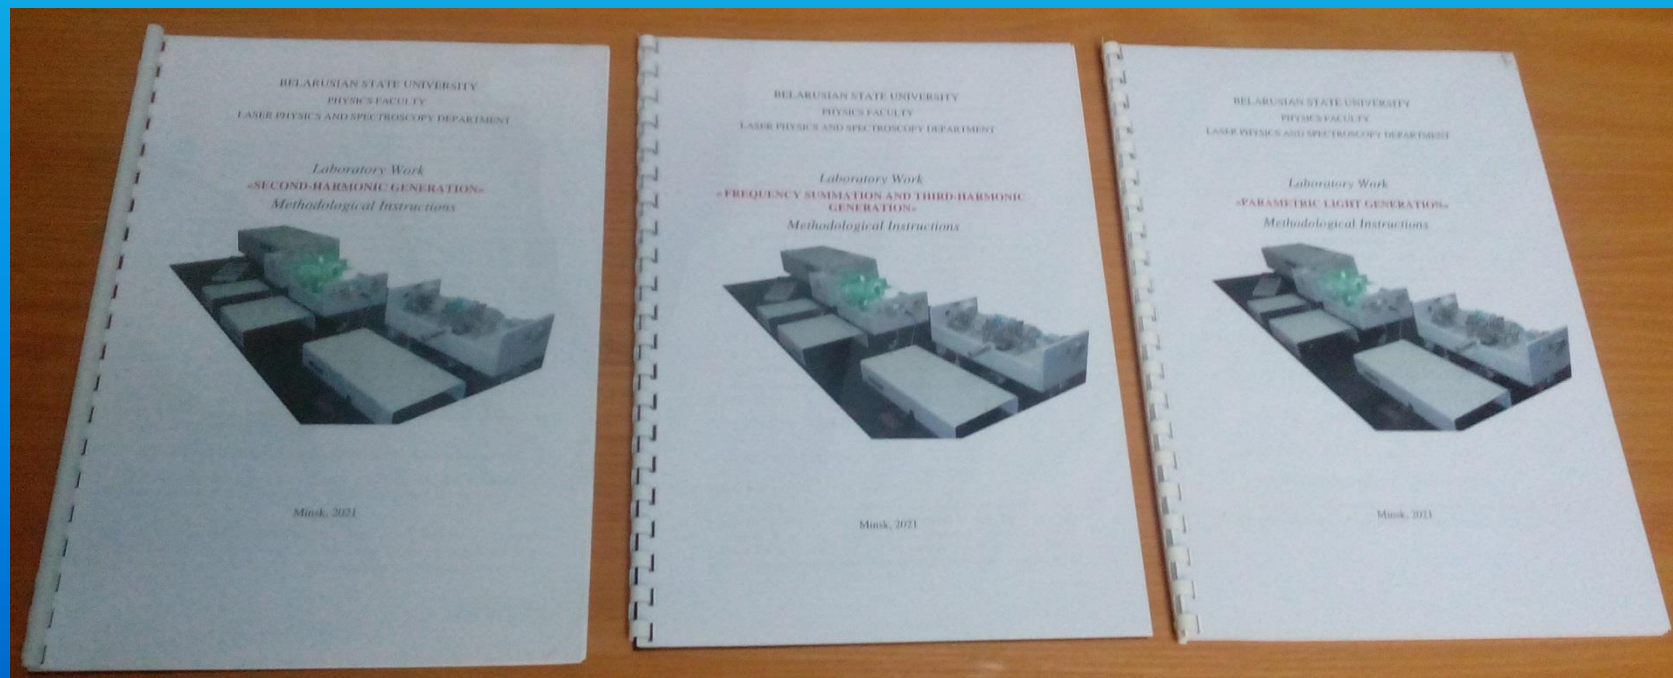 BELARUSIAN STATE UNIVERSITY
PHYSICS FACULTY
LASER PHYSICS AND SPECTROSCOPY DEPARTMENT
Laboratory Work
«SECOND-HARMONIC GENERATION»
Methodological Instructions
Minsk, 2021
BELARUSIAN STATE UNIVERSITY
PHYSICS FACULTY
LASER PHYSICS AND SPECTROSCOPY DEPARTMENT
Laboratory Work
« FREQUENCY SUMMATION AND THIRD-HARMONIC
GENERATION»
Methodological Instructions
Minsk, 2021
BELARUSIAN STATE UNIVERSITY
PHYSICS FACULTY
LASER PHYSICS AND SPECTROSCOPY DEPARTMENT
Laboratory Work
«PARAMETRIC LIGHT GENERATION»
Methodological Instructions
Minsk, 2021